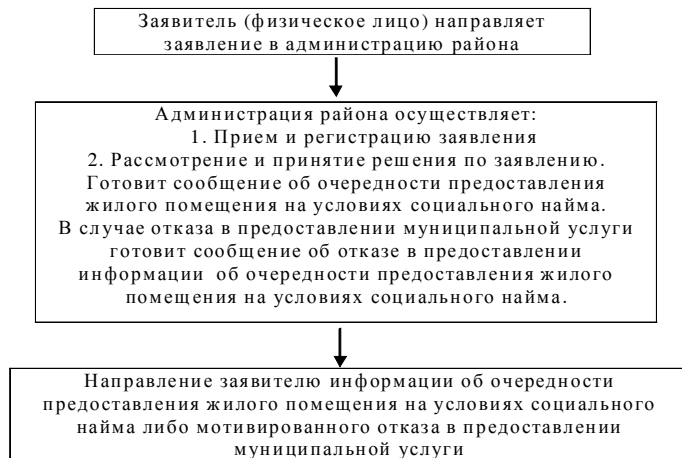 Заявитель (физическое лицо) направляет
заявление в администрацию района
Администрация района осуществляет:
1. Прием и регистрацию заявления
2. Рассмотрение и принятие решения по заявлению.
Готовит сообщение об очередности предоставления
жилого помещения на условиях социального найма.
В случае отказа в предоставлении муниципальной услуги
готовит сообщение об отказе в предоставлении
информации об очередности предоставления жилого
помещения на условиях социального найма.
Направление заявителю информации об очередности
предоставления жилого помещения на условиях социального
найма либо мотивированного отказа в предоставлении
муниципальной услуги